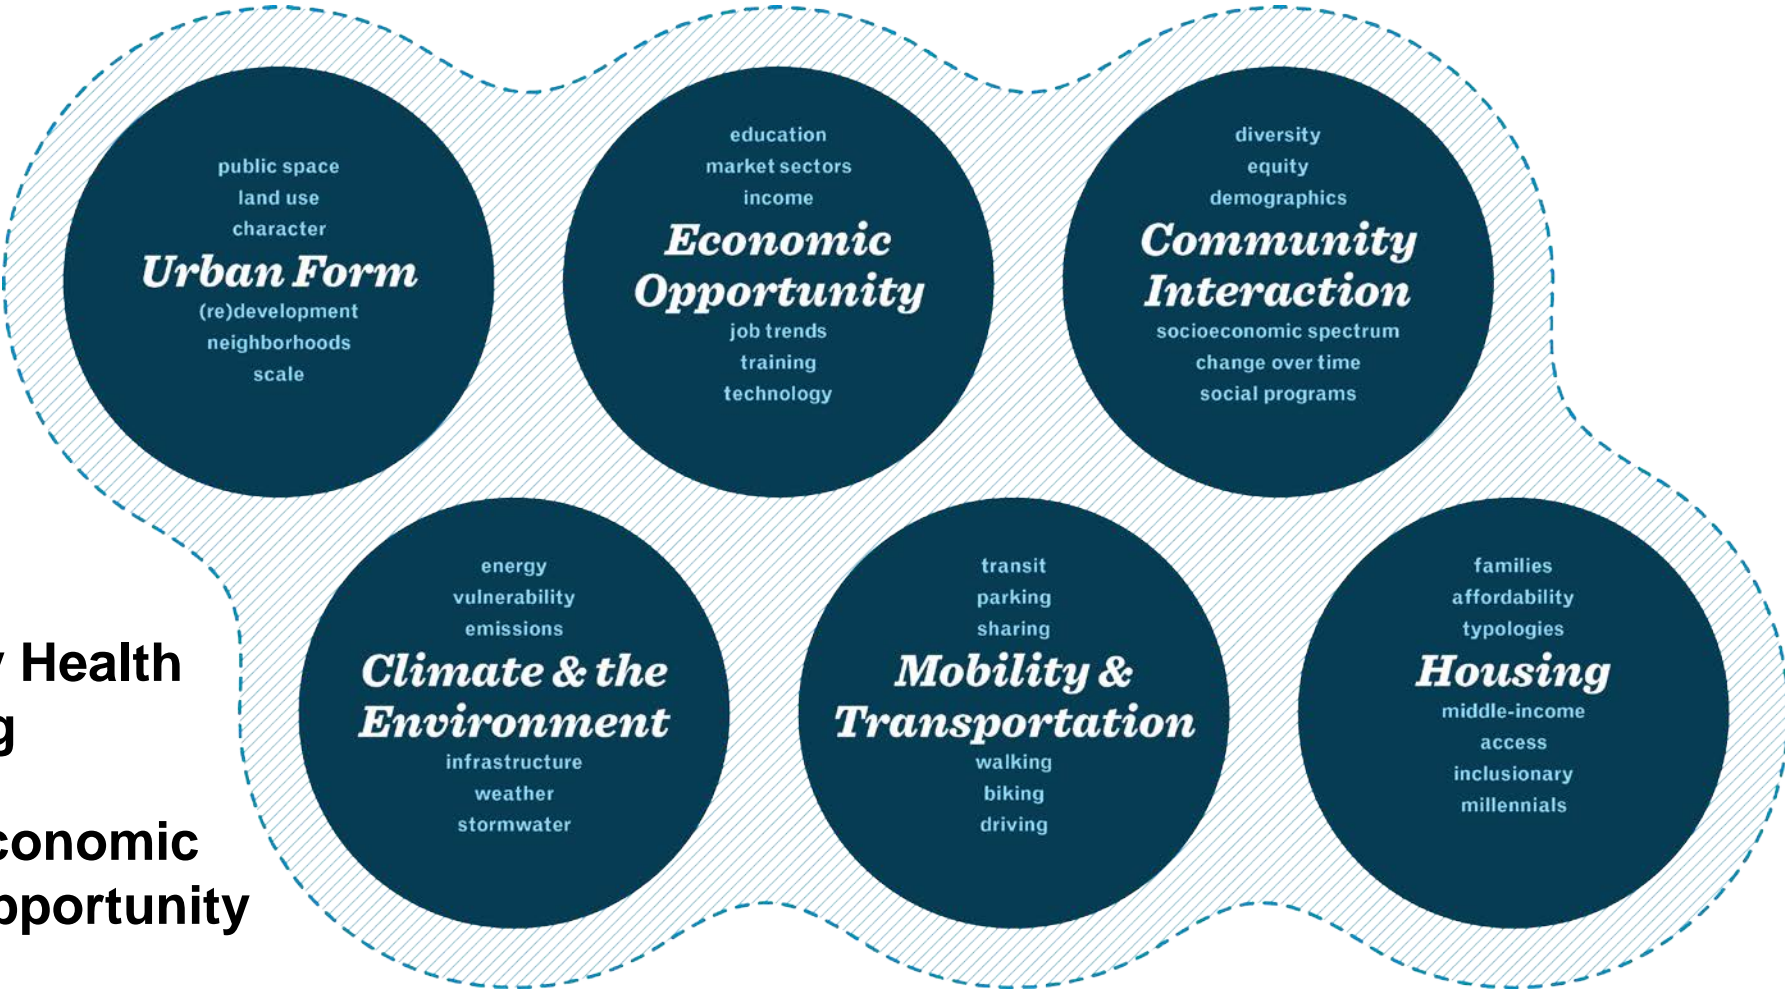 public space
land use
character
Urban Form
(re)development
neighborhoods
scale
education
market sectors
income
Economic
Opportunity
job trends
training
technology
diversity
equity
demographics
Community
Interaction
socioeconomic spectrum
change over time
social programs
energy
vulnerability
emissions
Climate & the
Environment
infrastructure
weather
stormwater
transit
parking
sharing
Mobility &
Transportation
walking
biking
driving
families
affordability
typologies
Housing
middle-income
access
inclusionary
millennials
y Health
g
conomic
pportunity